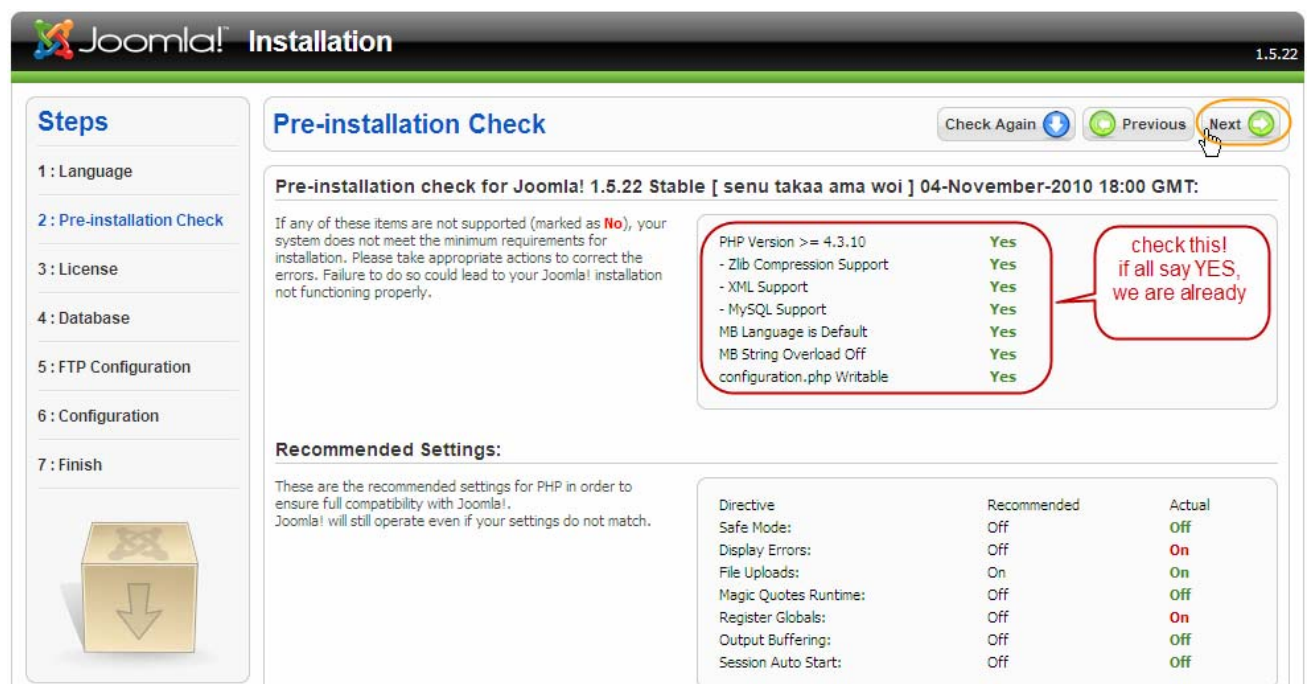 Joomla!™ Installation
1.5.22
Steps
1 : Language
2 : Pre-installation Check
3 : License
4 : Database
5 : FTP Configuration
6 : Configuration
7 : Finish
Pre-installation Check
Check Again
Previous
Next
Pre-installation check for Joomla! 1.5.22 Stable [ senu takaa ama woi ] 04-November-2010 18:00 GMT:
If any of these items are not supported (marked as No), your
system does not meet the minimum requirements for
installation. Please take appropriate actions to correct the
errors. Failure to do so could lead to your Joomla! installation
not functioning properly.
PHP Version >= 4.3.10 Yes
- Zlib Compression Support Yes
- XML Support Yes
- MySQL Support Yes
MB Language is Default Yes
MB String Overload Off Yes
configuration.php Writable Yes
check this!
if all say YES,
we are already
Recommended Settings:
These are the recommended settings for PHP in order to
ensure full compatibility with Joomla!.
Joomla! will still operate even if your settings do not match.
Directive Recommended Actual
Safe Mode: Off Off
Display Errors: Off On
File Uploads: On On
Magic Quotes Runtime: Off Off
Register Globals: Off On
Output Buffering: Off Off
Session Auto Start: Off Off